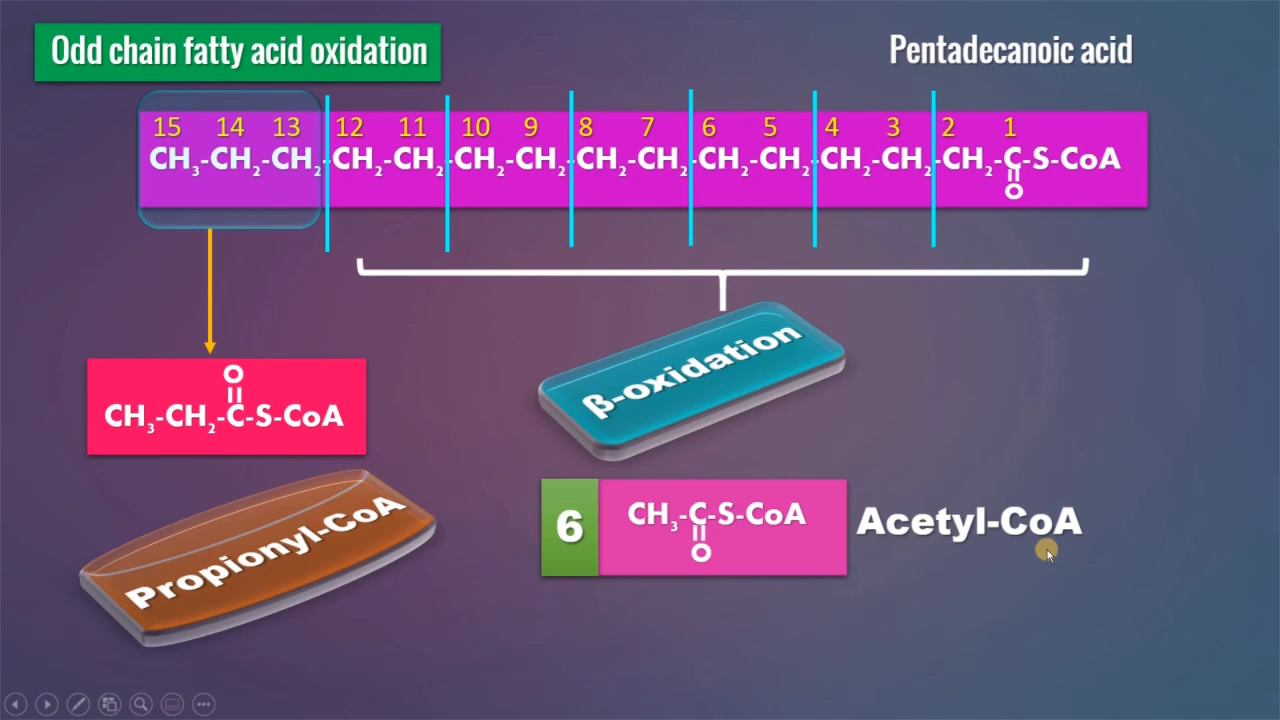 Odd chain fatty acid oxidation
Pentadecanoic acid
15 14 13 12 11 10 9 8 7 6 5 4 3 2 1
CH₃-CH₂-CH₂-CH₂-CH₂-CH₂-CH₂-CH₂-CH₂-CH₂-CH₂-CH₂-CH₂-CH₂-C-S-CoA
O
β-oxidation
O
CH₃-CH₂-C-S-CoA
Propionyl-CoA
6
CH₃-C-S-CoA
O
Acetyl-CoA